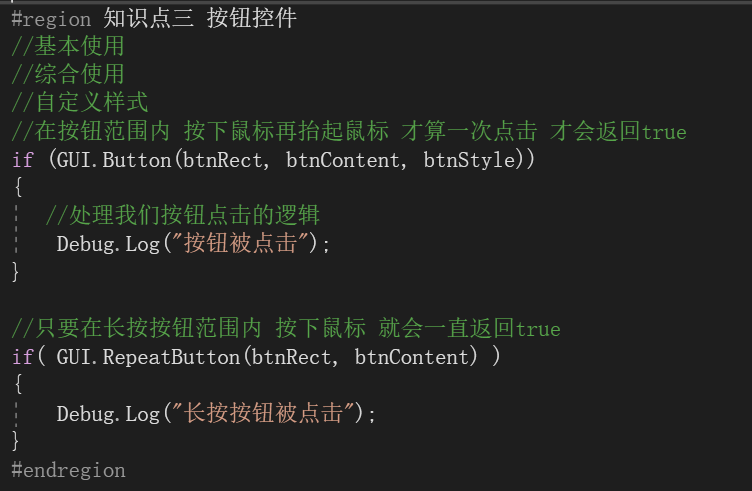 #region 知识点三 按钮控件
//基本使用
//综合使用
//自定义样式
//在按钮范围内 按下鼠标再抬起鼠标 才算一次点击 才会返回true
if (GUI.Button(btnRect, btnContent, btnStyle))
{
//处理我们按钮点击的逻辑
Debug.Log("按钮被点击");
}
//只要在长按按钮范围内 按下鼠标 就会一直返回true
if( GUI.RepeatButton(btnRect, btnContent) )
{
Debug.Log("长按按钮被点击");
}
#endregion